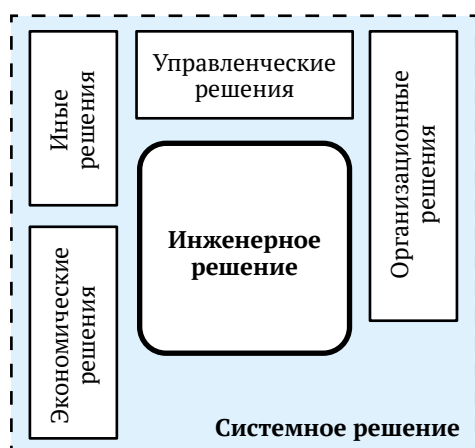 Иные
решения
Управленческие
решения
Организационные
решения
Инженерное
решение
Экономические
решения
Системное решение